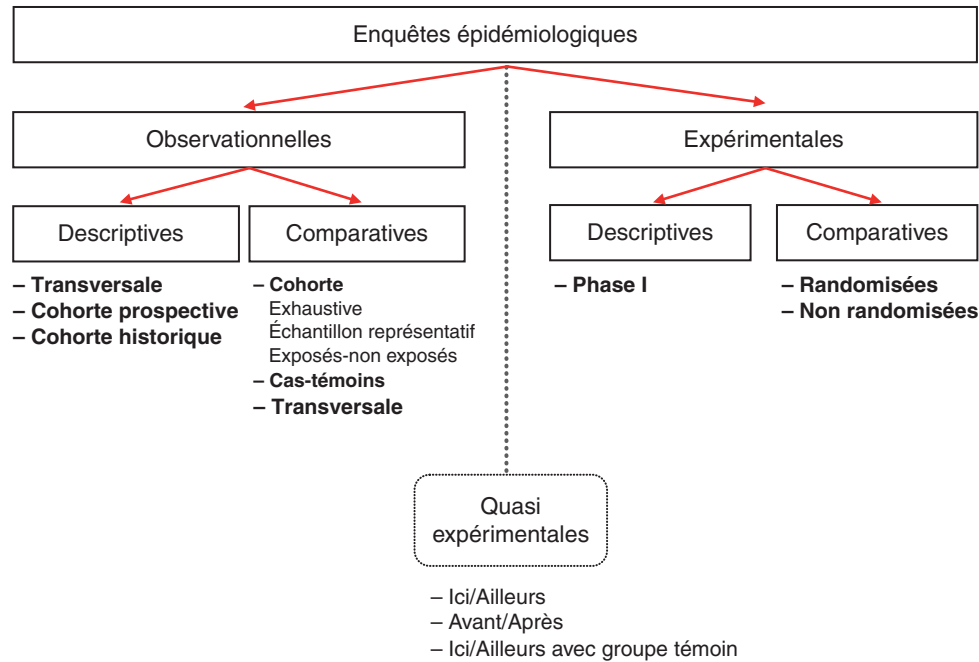 Enquêtes épidémiologiques
Observationnelles
Expérimentales
Descriptives
Comparatives
Descriptives
Comparatives
– Transversale
– Cohorte prospective
– Cohorte historique
– Cohorte
Exhaustive
Échantillon représentatif
Exposés-non exposés
– Cas-témoins
– Transversale
– Phase I
– Randomisées
– Non randomisées
Quasi
expérimentales
– Ici/Ailleurs
– Avant/Après
– Ici/Ailleurs avec groupe témoin